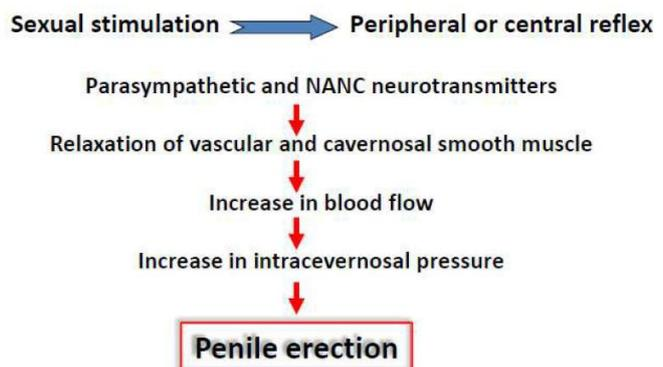 Sexual stimulation Peripheral or central reflex
Parasympathetic and NANC neurotransmitters
Relaxation of vascular and cavernosal smooth muscle
Increase in blood flow
Increase in intracevernosal pressure
Penile erection